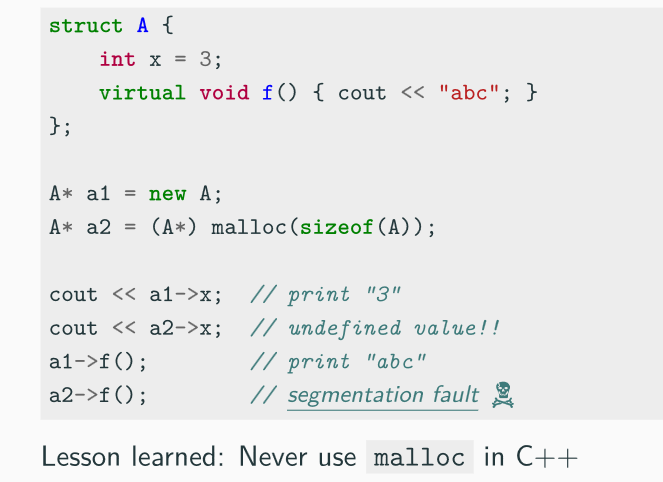 struct A {
    int x = 3;
    virtual void f() { cout << "abc"; }
};
A* a1 = new A;
A* a2 = (A*) malloc(sizeof(A));
cout << a1->x;  // print "3"
cout << a2->x;  // undefined value!!
a1->f();        // print "abc"
a2->f();        // segmentation fault ☠
Lesson learned: Never use malloc in C++